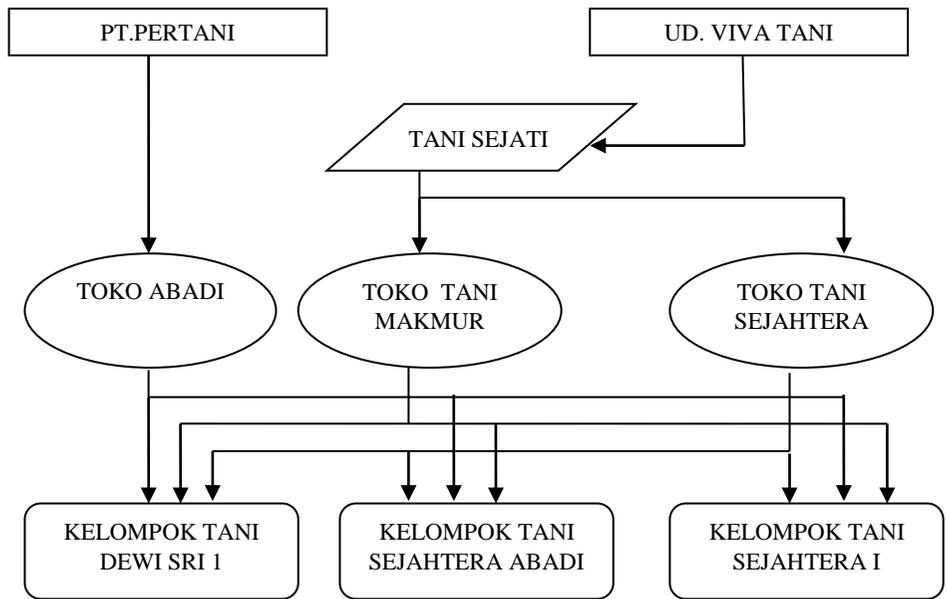 PT.PERTANI
UD. VIVA TANI
TANI SEJATI
TOKO ABADI
TOKO TANI
MAKMUR
TOKO TANI
SEJAHTERA
KELOMPOK TANI
DEWI SRI 1
KELOMPOK TANI
SEJAHTERA ABADI
KELOMPOK TANI
SEJAHTERA I